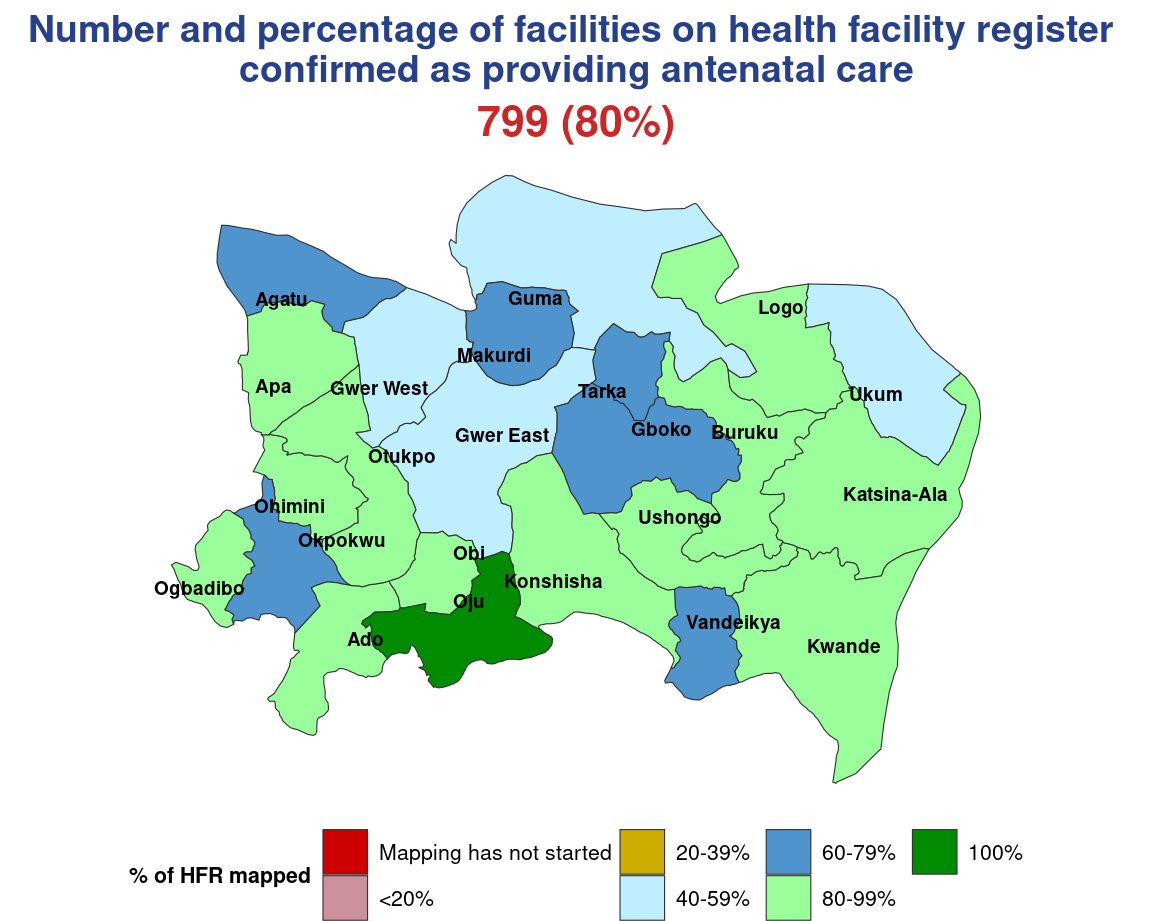 Number and percentage of facilities on health facility register
confirmed as providing antenatal care
799 (80%)
Agatu
Guma
Logo
Makurdi
Apa
Gwer West
Tarka
Ukum
Gwer East
Gboko
Buruku
Otukpo
Katsina-Ala
Ohimini
Ushongo
Okpokwu
Obi
Ogbadibo
Konshisha
Oju
Vandeikya
Ado
Kwande
% of HFR mapped
Mapping has not started
<20%
20-39%
40-59%
60-79%
80-99%
100%